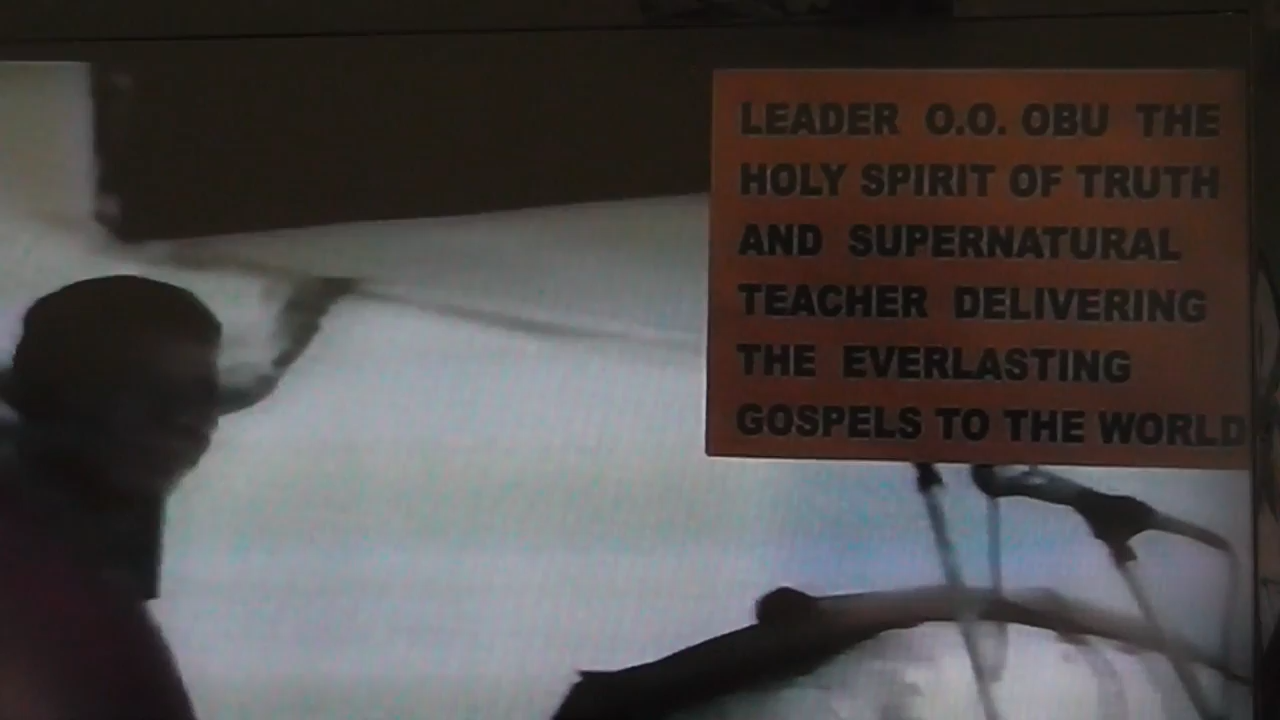 LEADER O.O. OBU THE
HOLY SPIRIT OF TRUTH
AND SUPERNATURAL
TEACHER DELIVERING
THE EVERLASTING
GOSPELS TO THE WORLD